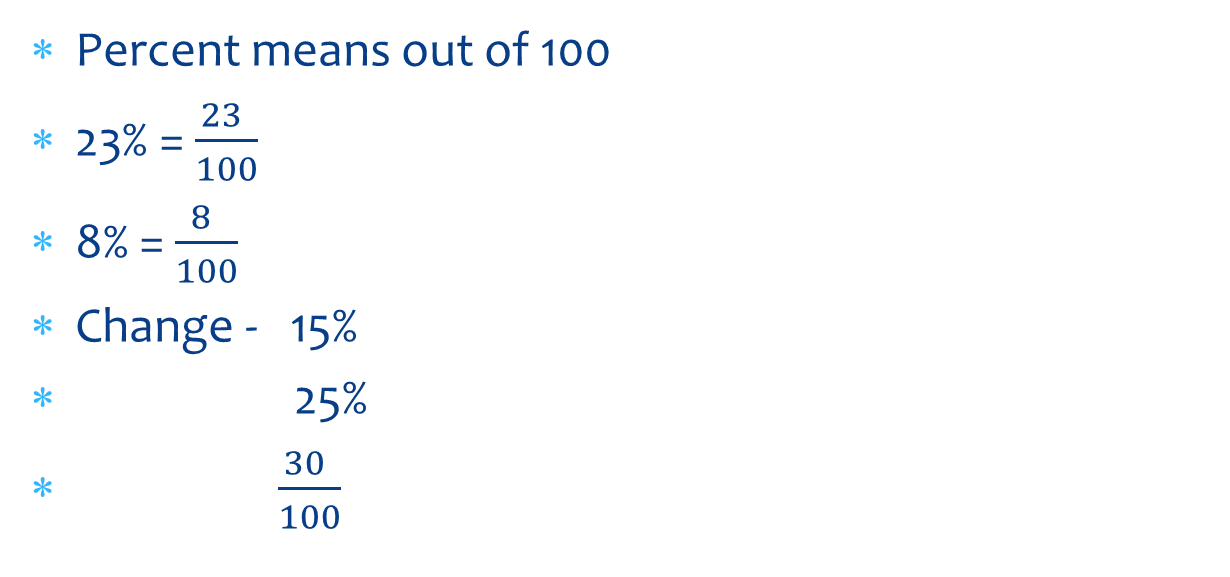 * Percent means out of 100
* 23% = 23/100
* 8% = 8/100
* Change - 15%
* 25%
* 30/100